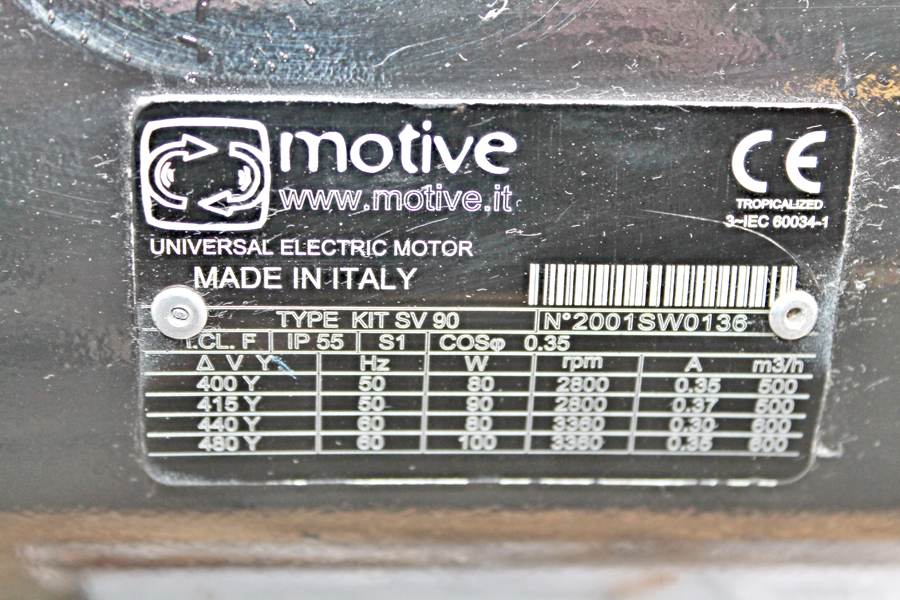 motive
www.motive.it
CE
TROPICALIZED
3~IEC 60034-1
UNIVERSAL ELECTRIC MOTOR
MADE IN ITALY
TYPE KIT SV 90 N°2001SW0136
I.CL. F IP 55 S1 COSφ 0.35
Δ V Y Hz W rpm A m3/h
400 Y 50 80 2800 0.35 500
415 Y 50 90 2800 0.37 500
440 Y 60 80 3360 0.30 600
480 Y 60 100 3360 0.35 600